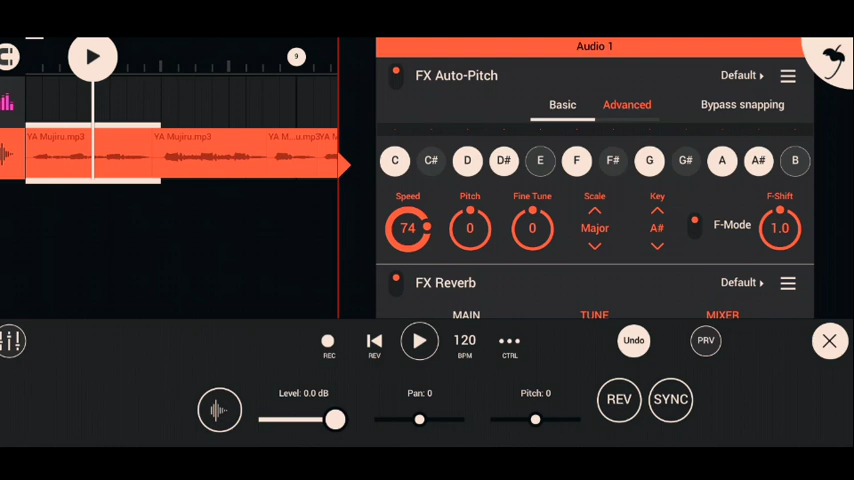 Audio 1
9
FX Auto-Pitch
Default
Basic
Advanced
Bypass snapping
YA Mujiru.mp3
YA Mujiru.mp3
YA M...u.mp3
YA M
C
C#
D
D#
E
F
F#
G
G#
A
A#
B
Speed
Pitch
Fine Tune
Scale
Key
F-Shift
74
0
0
Major
A#
F-Mode
1.0
FX Reverb
Default
MAIN
TUNE
MIXER
REC
REV
120
BPM
CTRL
Undo
PRV
Level: 0.0 dB
Pan: 0
Pitch: 0
REV
SYNC